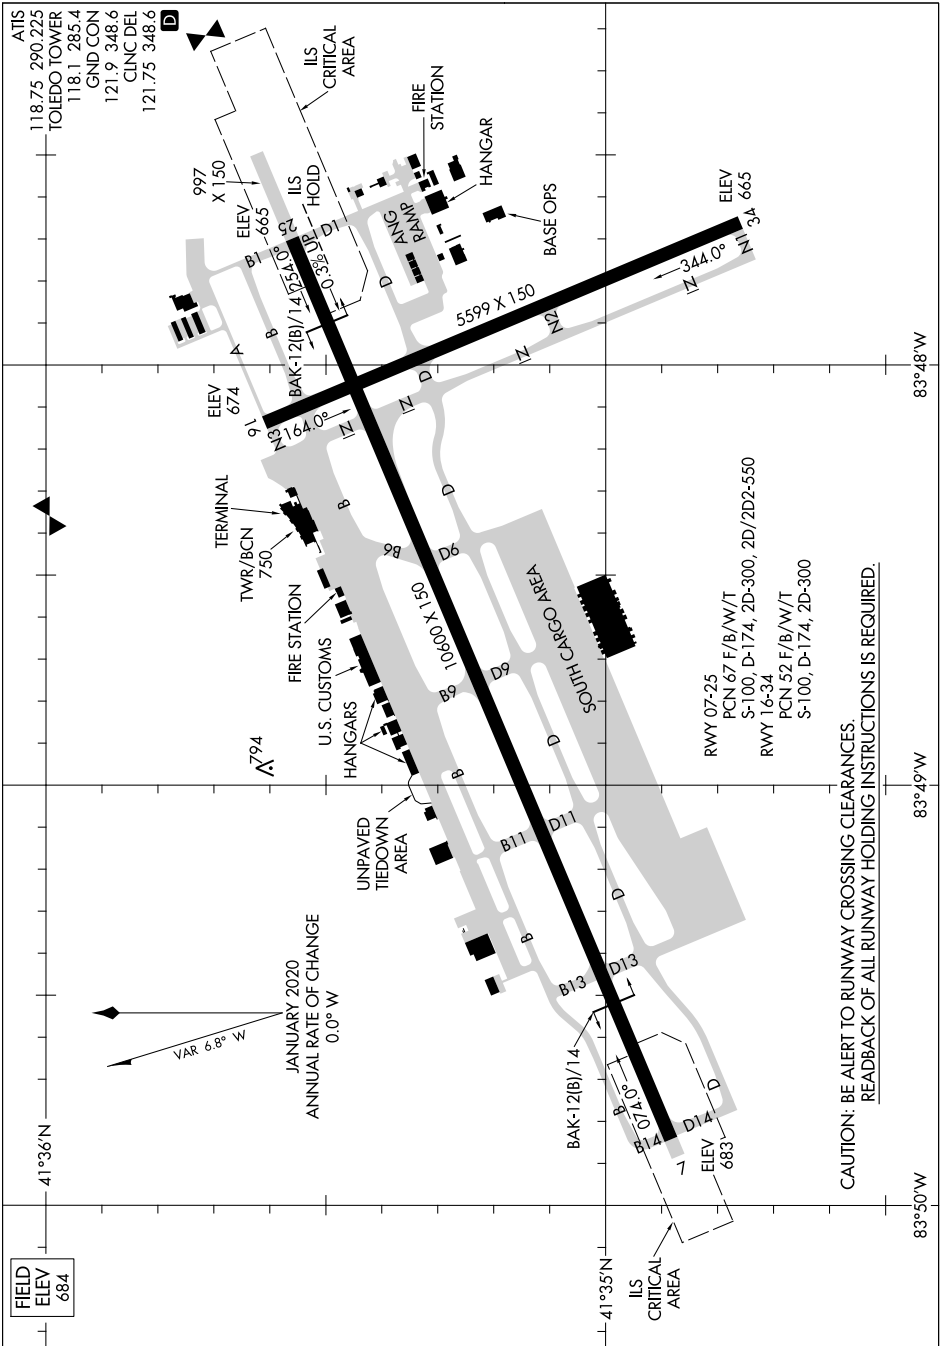 ATIS
118.75 290.225
TOLEDO TOWER
118.1 285.4
GND CON
121.9 348.6
CLNC DEL
121.75 348.6
D
FIELD
ELEV
684
41°36'N
VAR 6.8° W
JANUARY 2020
ANNUAL RATE OF CHANGE
0.0° W
794
UNPAVED
TIEDOWN
AREA
HANGARS
U.S. CUSTOMS
FIRE STATION
TWR/BCN
750
TERMINAL
ELEV
674
16
N3
164.0°
A
B
B1
997
X 150
ELEV
665
25
ILS
HOLD
ILS
CRITICAL
AREA
BAK-12(B)/14
254.0°
0.3% UP
D1
D
ANG
RAMP
FIRE
STATION
HANGAR
BASE OPS
5599 X 150
N
N
N
N2
N
N1
344.0°
34
ELEV
665
D
B
B6
D6
D
10600 X 150
SOUTH CARGO AREA
B9
D9
B
D
B11
D11
B
D
B13
D13
BAK-12(B)/14
B
074.0°
B14
D14
D
7
ELEV
683
ILS
CRITICAL
AREA
41°35'N
RWY 07-25
PCN 67 F/B/W/T
S-100, D-174, 2D-300, 2D/2D2-550
RWY 16-34
PCN 52 F/B/W/T
S-100, D-174, 2D-300
CAUTION: BE ALERT TO RUNWAY CROSSING CLEARANCES.
READBACK OF ALL RUNWAY HOLDING INSTRUCTIONS IS REQUIRED.
83°50'W
83°49'W
83°48'W